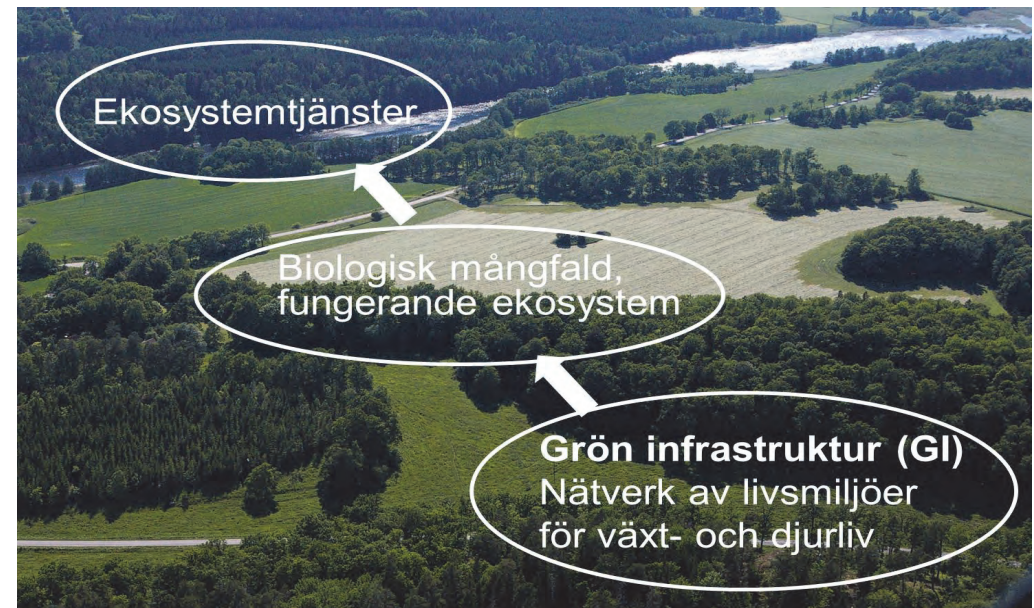 Ekosystemtjänster
Biologisk mångfald,
fungerande ekosystem
Grön infrastruktur (GI)
Nätverk av livsmiljöer
för växt- och djurliv